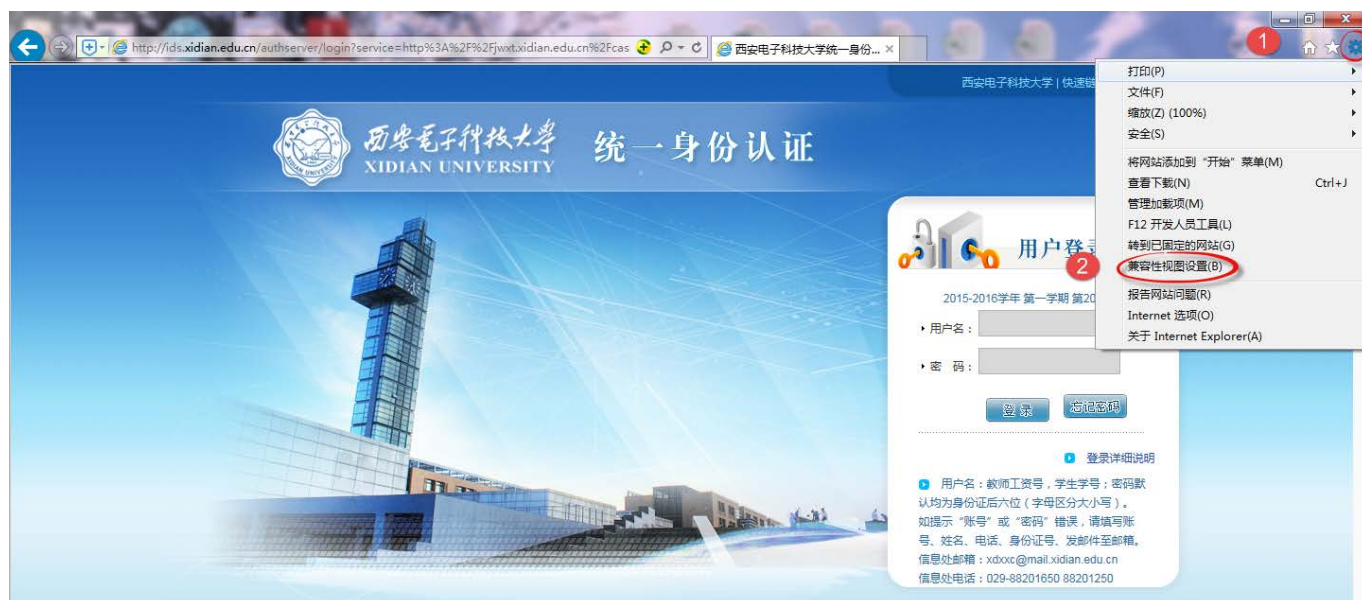 http://ids.xidian.edu.cn/authserver/login?service=http%3A%2F%2Fjwxt.xidian.edu.cn%2Fcas
西安电子科技大学统一身份...
1
西安电子科技大学 | 快速链
西安电子科技大学
XIDIAN UNIVERSITY
统一身份认证
打印(P)
文件(F)
缩放(Z) (100%)
安全(S)
将网站添加到 "开始" 菜单(M)
查看下载(N) Ctrl+J
管理加载项(M)
F12 开发人员工具(L)
转到已固定的网站(G)
2
兼容性视图设置(B)
报告网站问题(R)
Internet 选项(O)
关于 Internet Explorer(A)
用户登
2015-2016学年 第一学期 第20
用户名：
密 码：
登 录
忘记密码
登录详细说明
用户名：教师工资号，学生学号；密码默
认均为身份证后六位（字母区分大小写）。
如提示 "账号" 或 "密码" 错误，请填写账
号、姓名、电话、身份证号、发邮件至邮箱。
信息处邮箱：xdxxc@mail.xidian.edu.cn
信息处电话：029-88201650 88201250